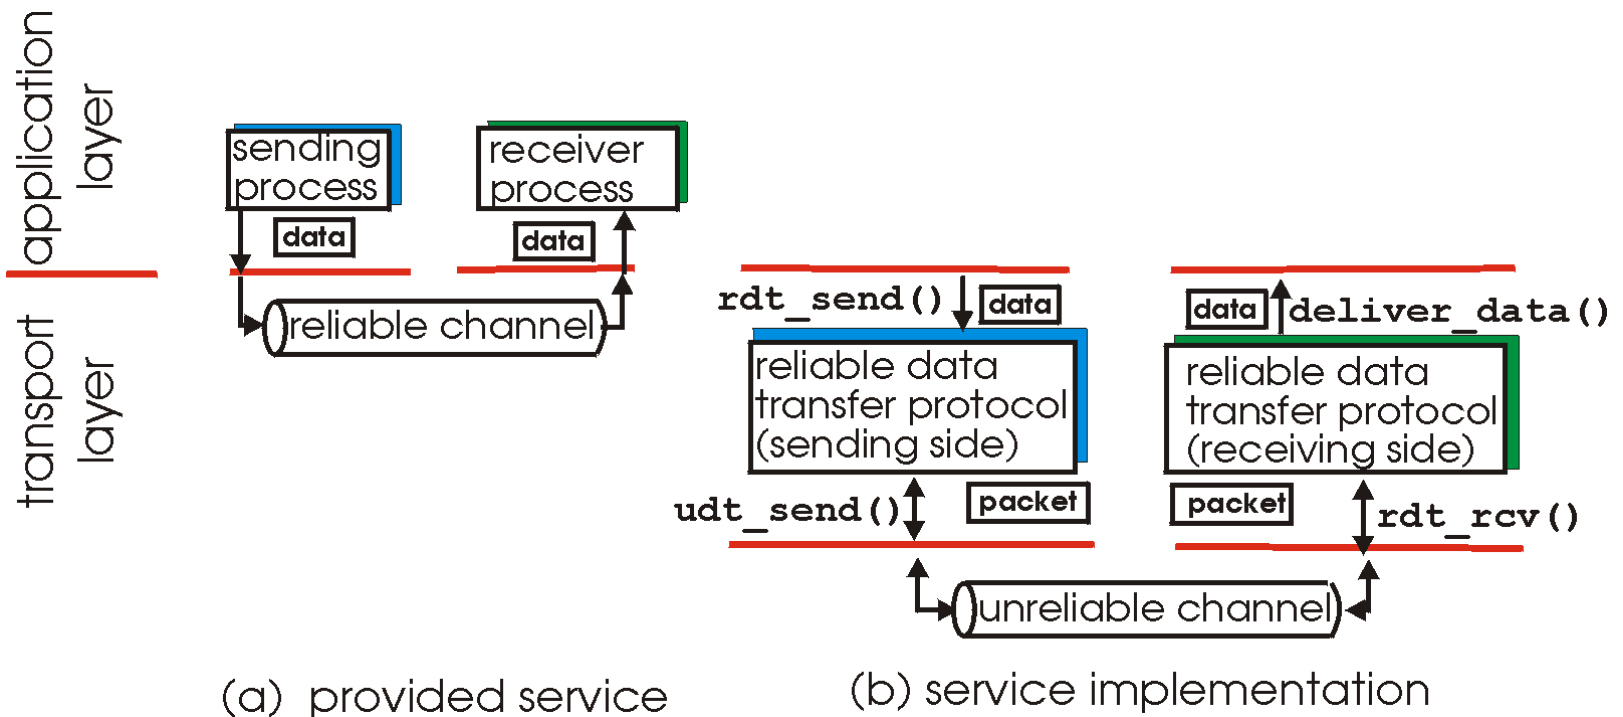 application
layer
transport
layer
sending
process
data
receiver
process
data
reliable channel
(a) provided service
rdt_send()
data
reliable data
transfer protocol
(sending side)
udt_send()
packet
data
deliver_data()
reliable data
transfer protocol
(receiving side)
packet
rdt_rcv()
unreliable channel
(b) service implementation